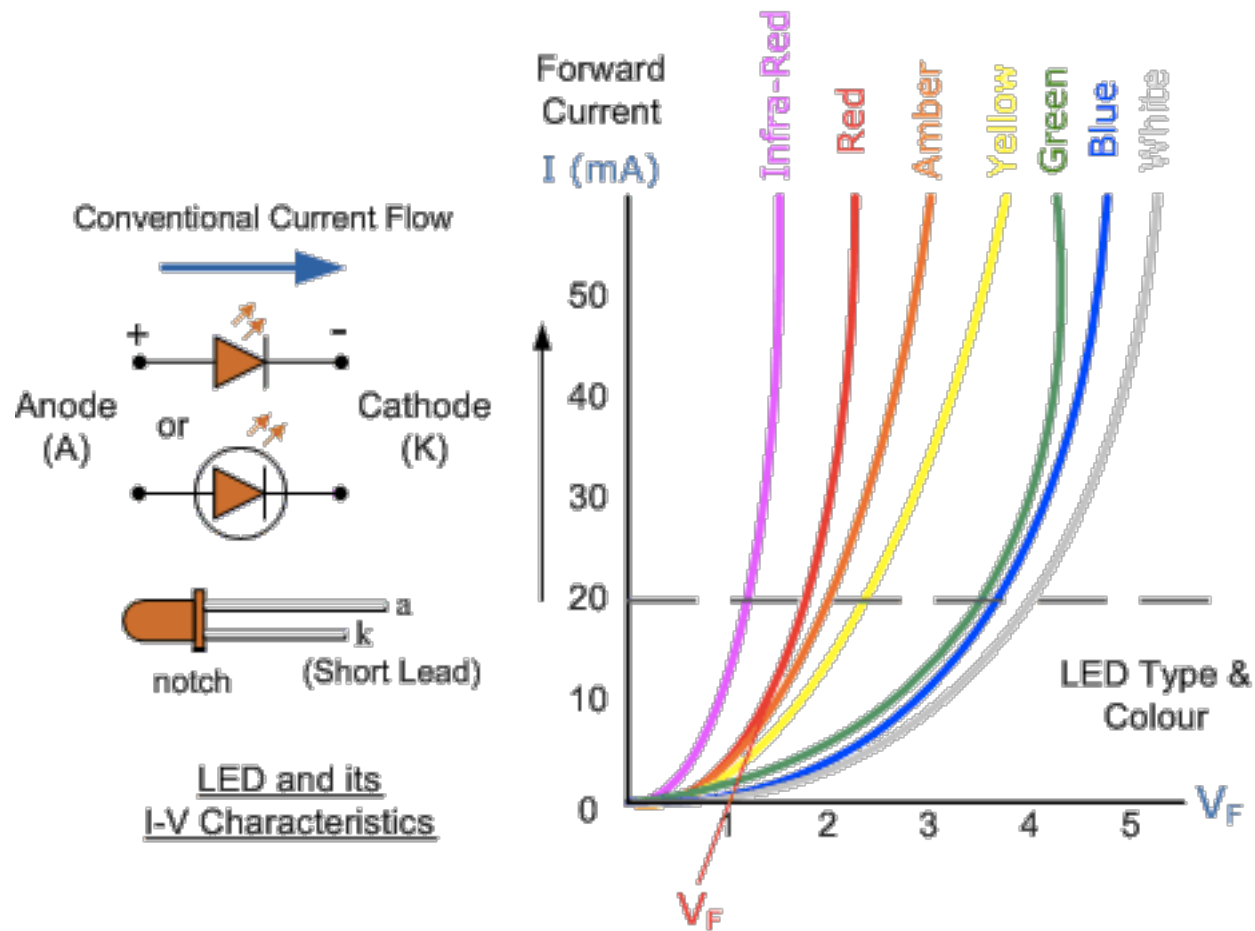 Conventional Current Flow
+
-
Anode
(A)
or
Cathode
(K)
a
k
notch
(Short Lead)
LED and its
I-V Characteristics
Forward
Current
I (mA)
Infra-Red
Red
Amber
Yellow
Green
Blue
White
50
40
30
20
10
0
1
2
3
4
5
VF
VF
LED Type &
Colour